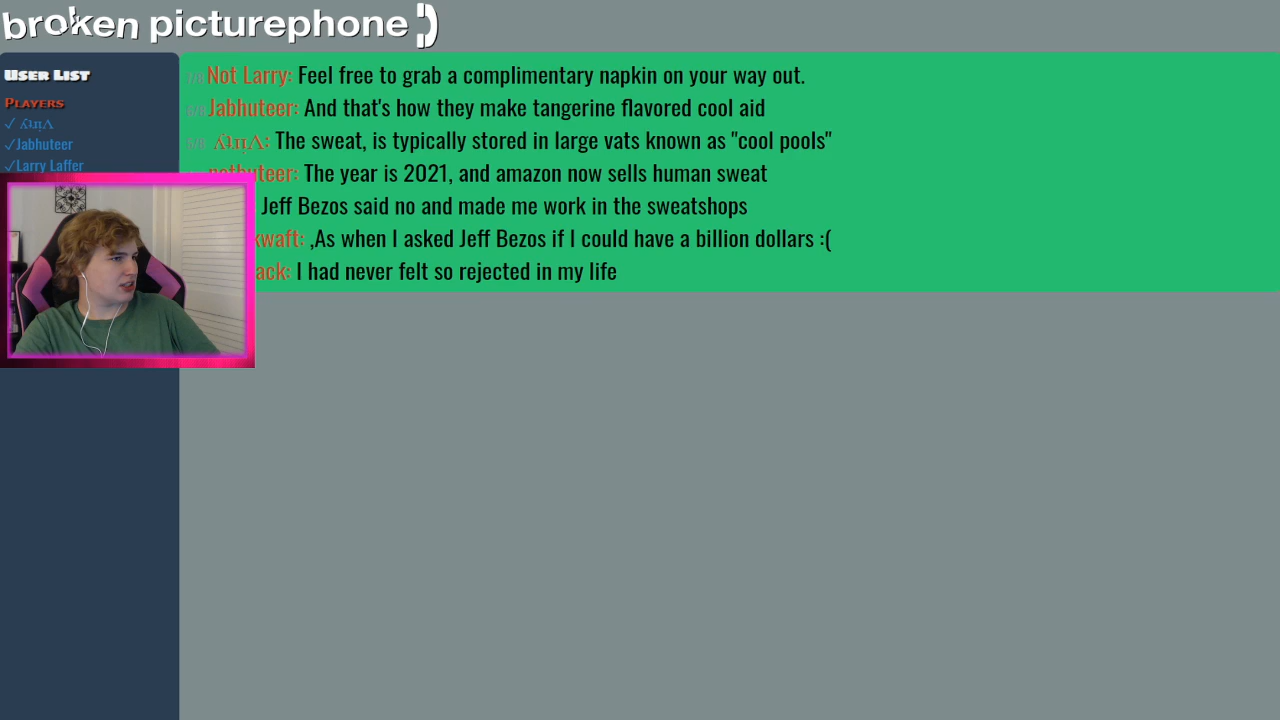 broken picturephone
User List
Players
✓Jabhuteer
✓Larry Laffer
Not Larry: Feel free to grab a complimentary napkin on your way out.
Jabhuteer: And that's how they make tangerine flavored cool aid
The sweat, is typically stored in large vats known as "cool pools"
The year is 2021, and amazon now sells human sweat
Jeff Bezos said no and made me work in the sweatshops
kwaft: ,As when I asked Jeff Bezos if I could have a billion dollars :(
ack: I had never felt so rejected in my life